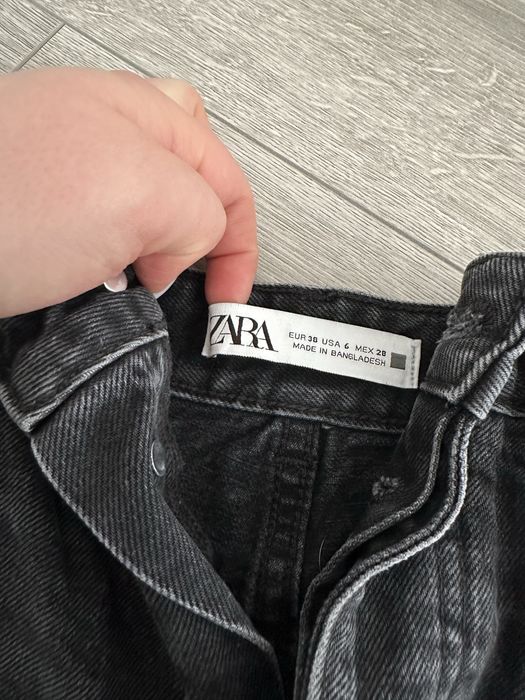 ZARA
EUR 38 USA 6 MEX 28
MADE IN BANGLADESH